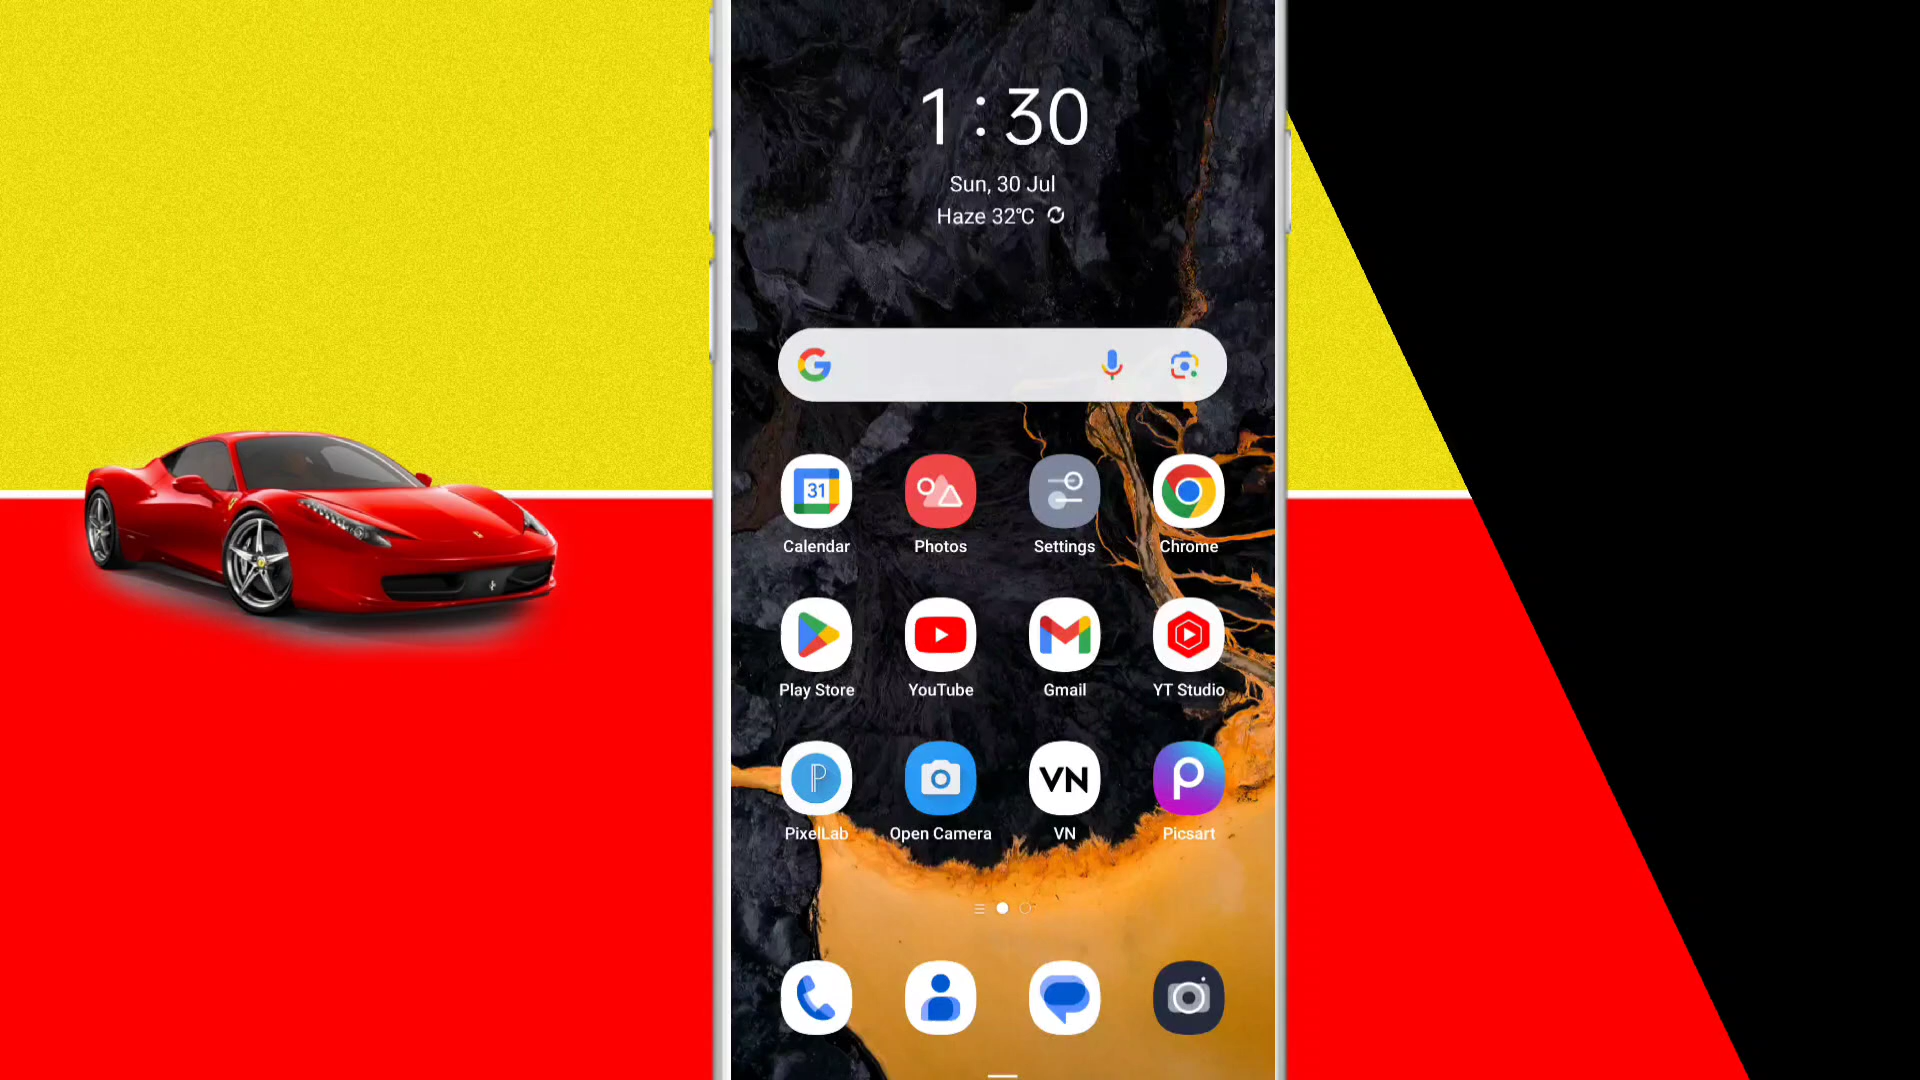 1:30
Sun, 30 Jul
Haze 32°C
31
Calendar
Photos
Settings
Chrome
Play Store
YouTube
Gmail
YT Studio
VN
PixelLab
Open Camera
VN
Picsart